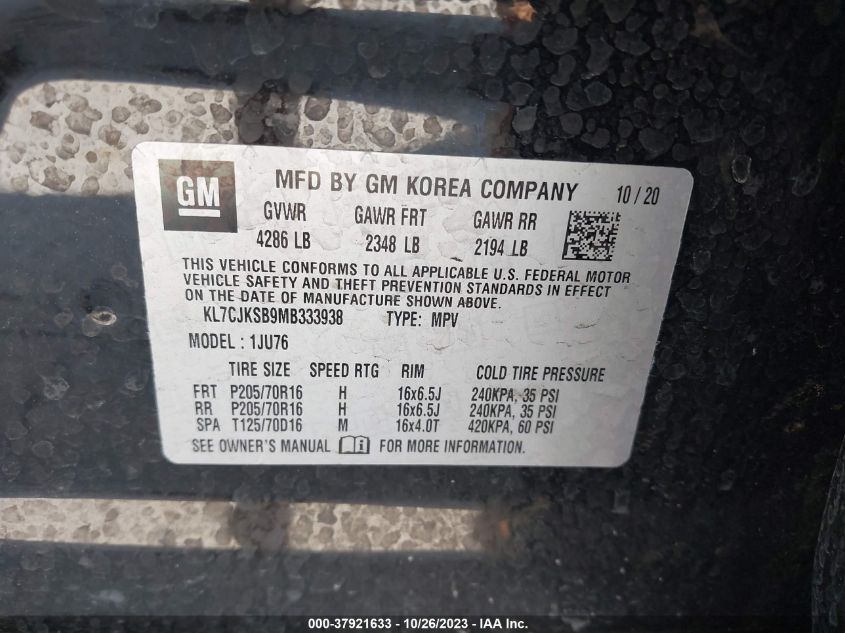 GM
MFD BY GM KOREA COMPANY 10 / 20
GVWR GAWR FRT GAWR RR
4286 LB 2348 LB 2194 LB
THIS VEHICLE CONFORMS TO ALL APPLICABLE U.S. FEDERAL MOTOR
VEHICLE SAFETY AND THEFT PREVENTION STANDARDS IN EFFECT
ON THE DATE OF MANUFACTURE SHOWN ABOVE.
KL7CJKSB9MB333938 TYPE: MPV
MODEL : 1JU76
TIRE SIZE SPEED RTG RIM COLD TIRE PRESSURE
FRT P205/70R16 H 16x6.5J 240KPA, 35 PSI
RR P205/70R16 H 16x6.5J 240KPA, 35 PSI
SPA T125/70D16 M 16x4.0T 420KPA, 60 PSI
SEE OWNER'S MANUAL FOR MORE INFORMATION.
000-37921633 - 10/26/2023 - IAA Inc.